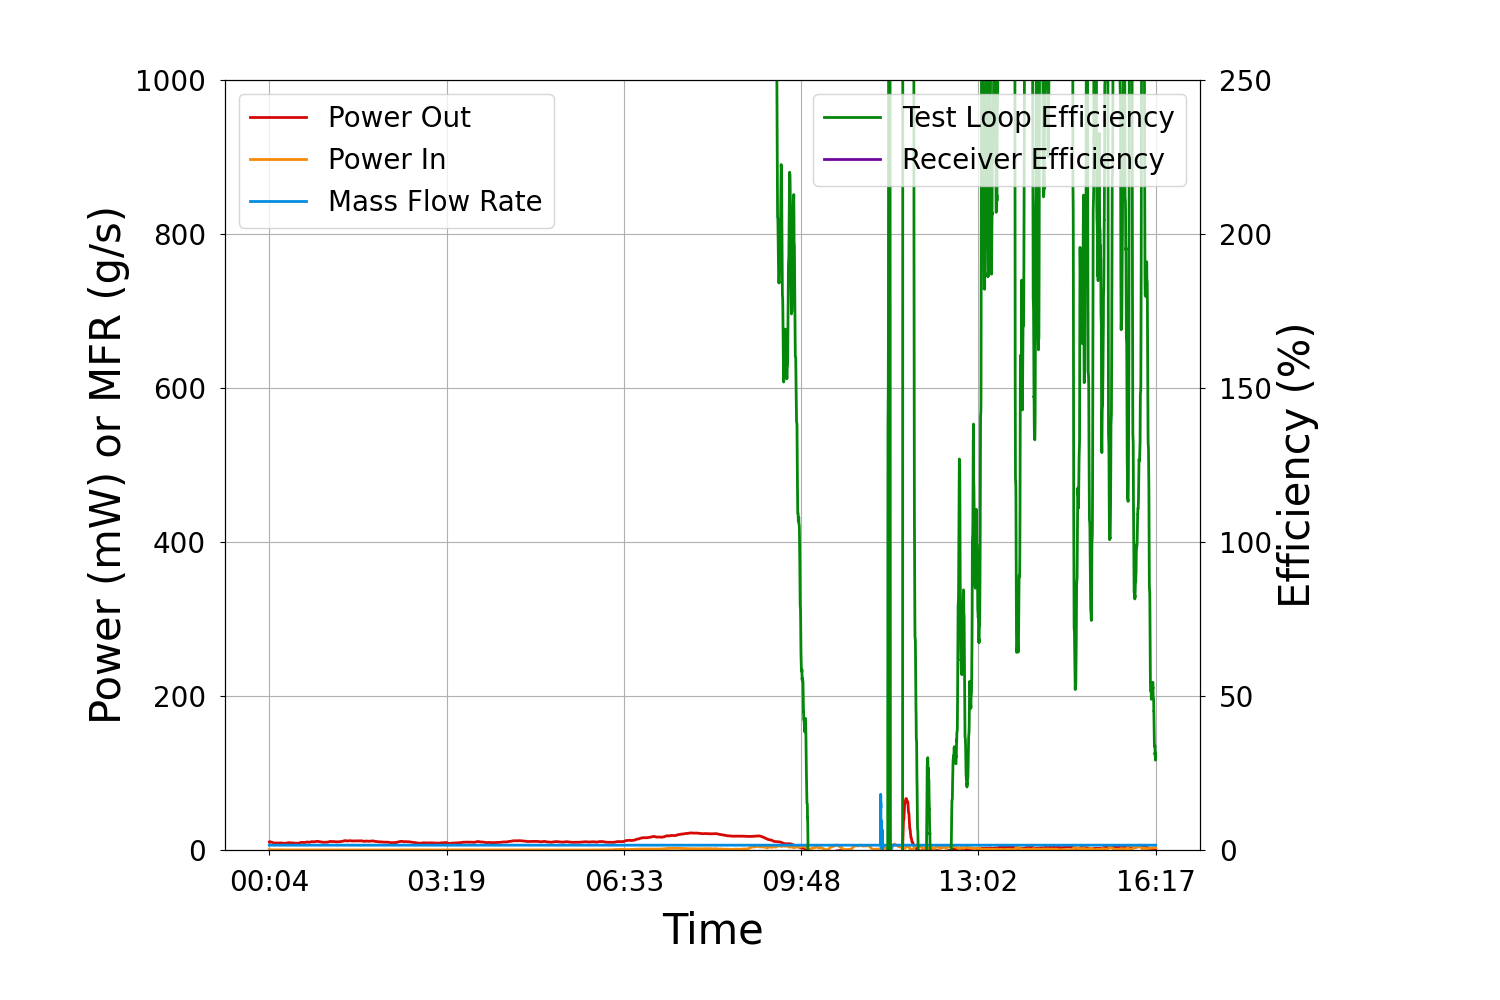 Power Out
Power In
Mass Flow Rate
Test Loop Efficiency
Receiver Efficiency
1000
800
600
400
200
0
Power (mW) or MFR (g/s)
250
200
150
100
50
0
Efficiency (%)
00:04 03:19 06:33 09:48 13:02 16:17
Time